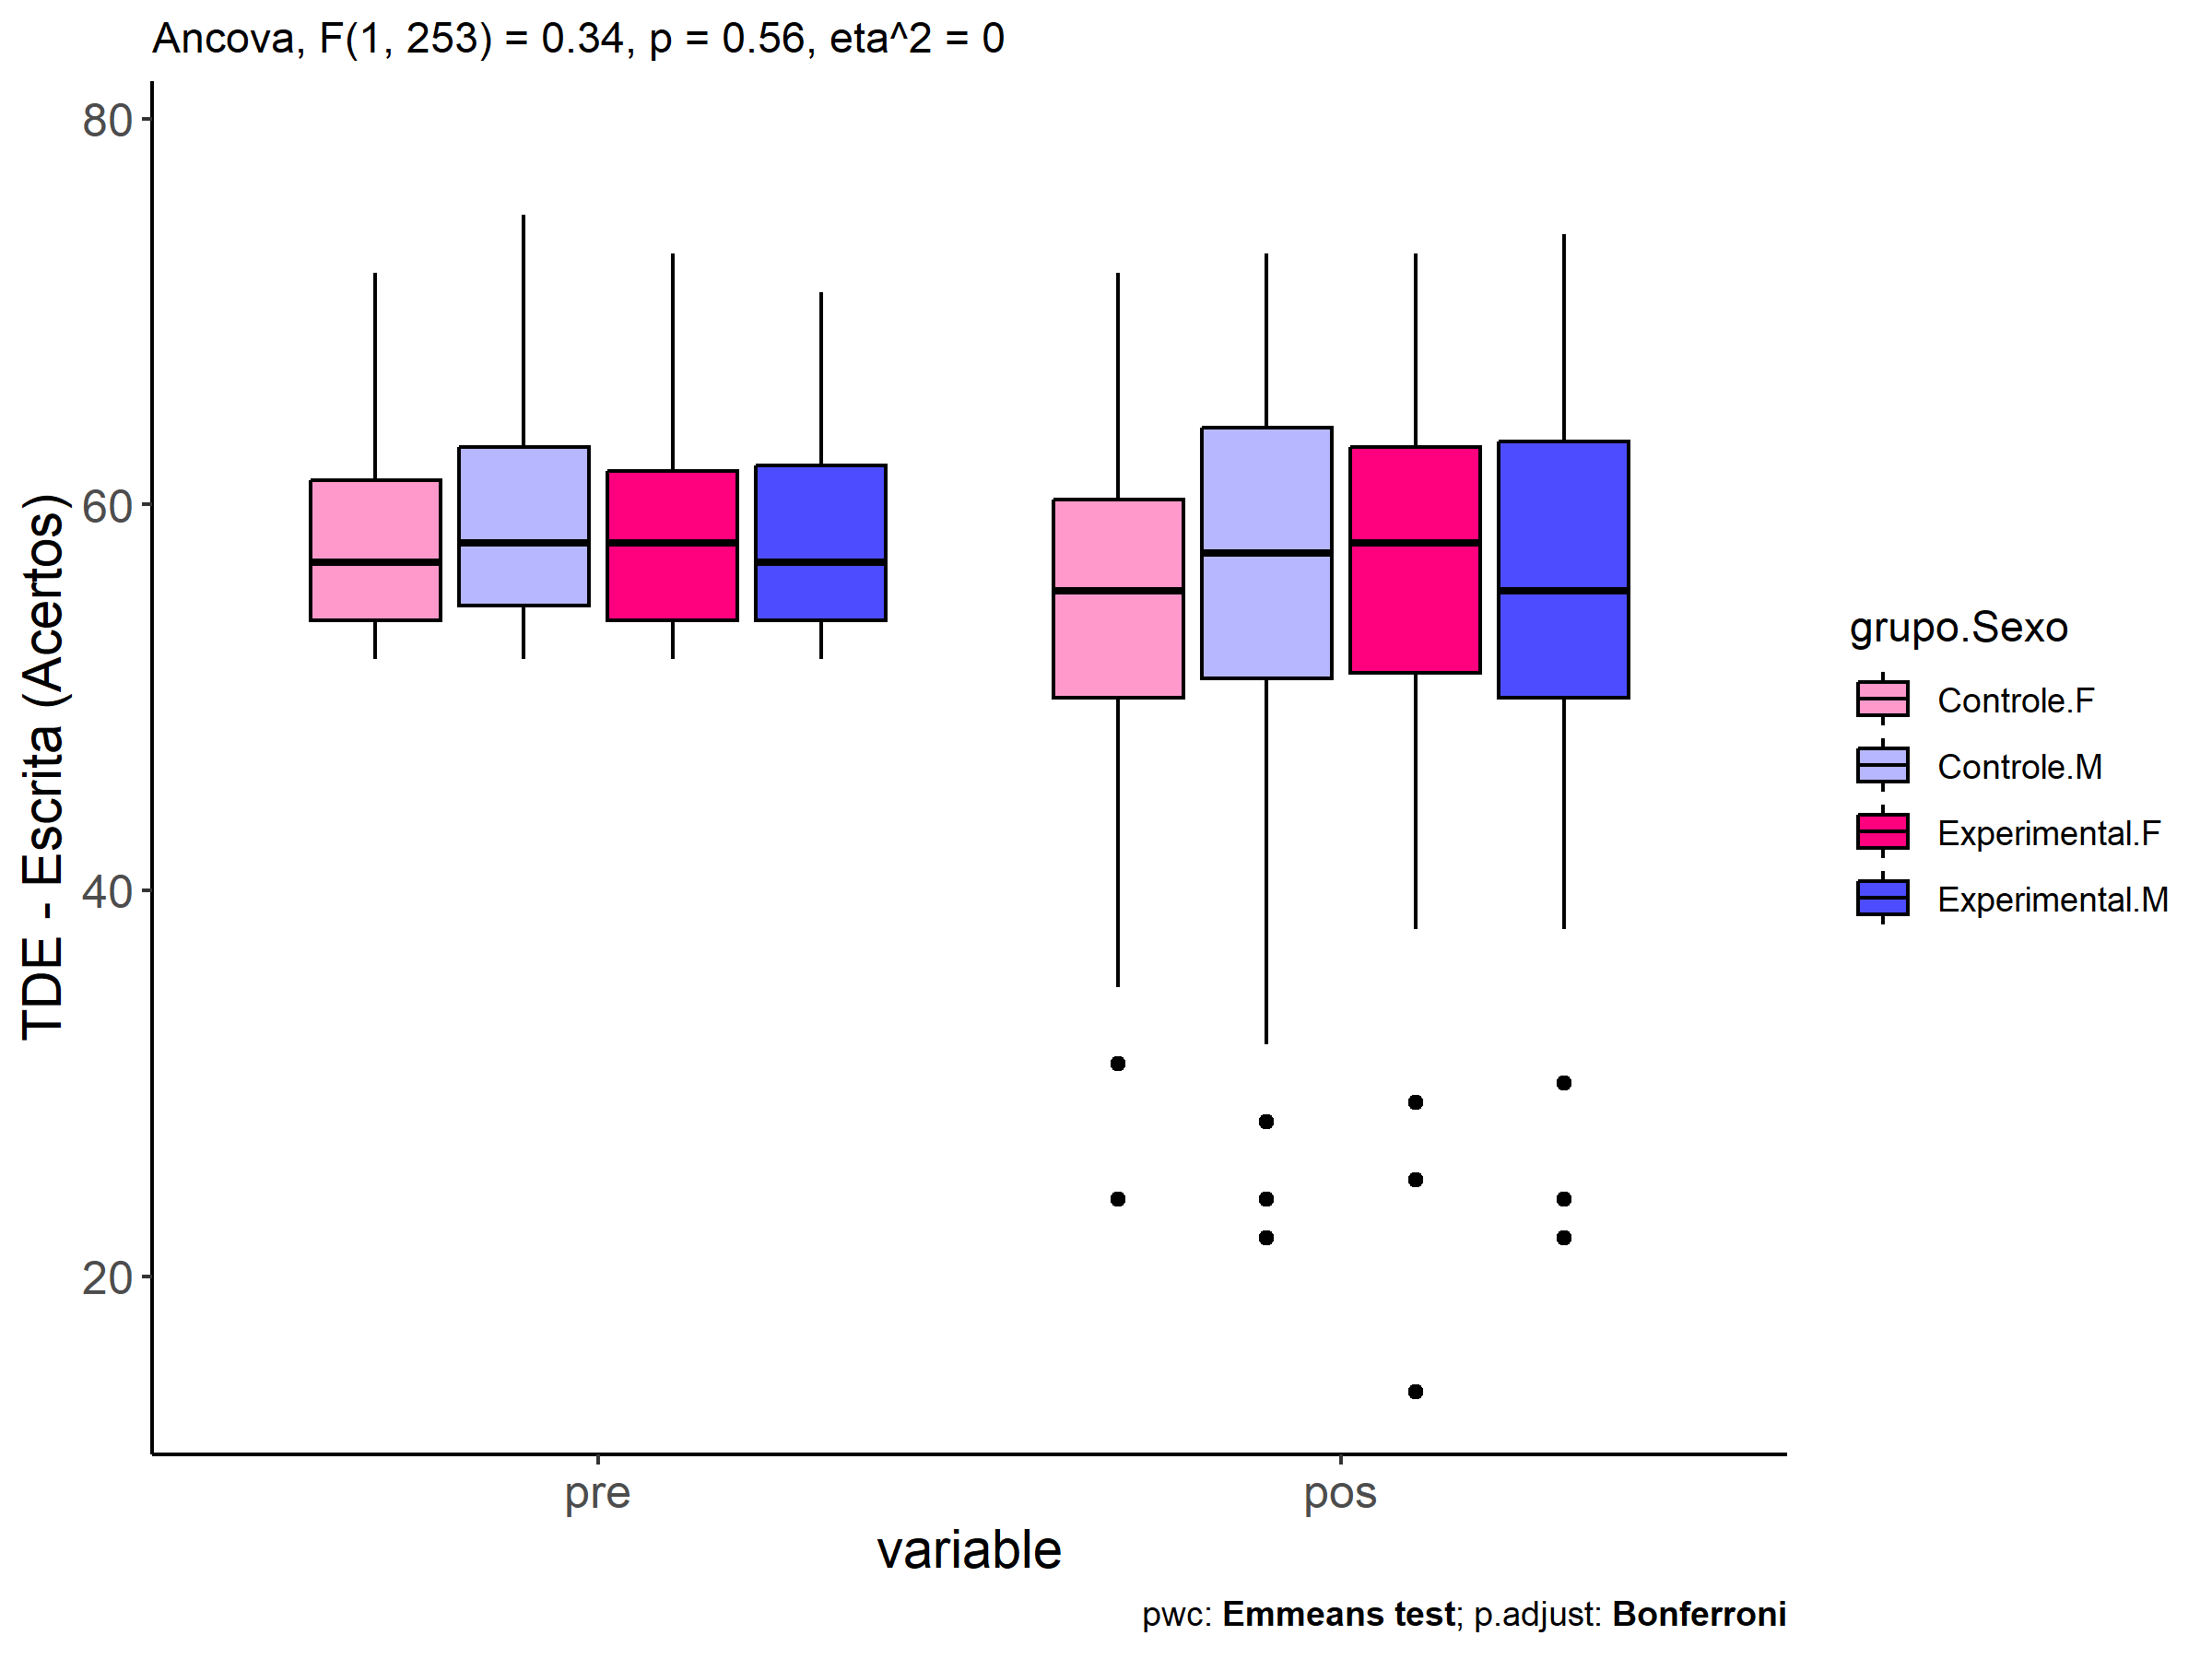 Ancova, F(1, 253) = 0.34, p = 0.56, eta^2 = 0
TDE - Escrita (Acertos)
80
60
40
20
pre
pos
variable
grupo.Sexo
Controle.F
Controle.M
Experimental.F
Experimental.M
pwc: Emmeans test; p.adjust: Bonferroni